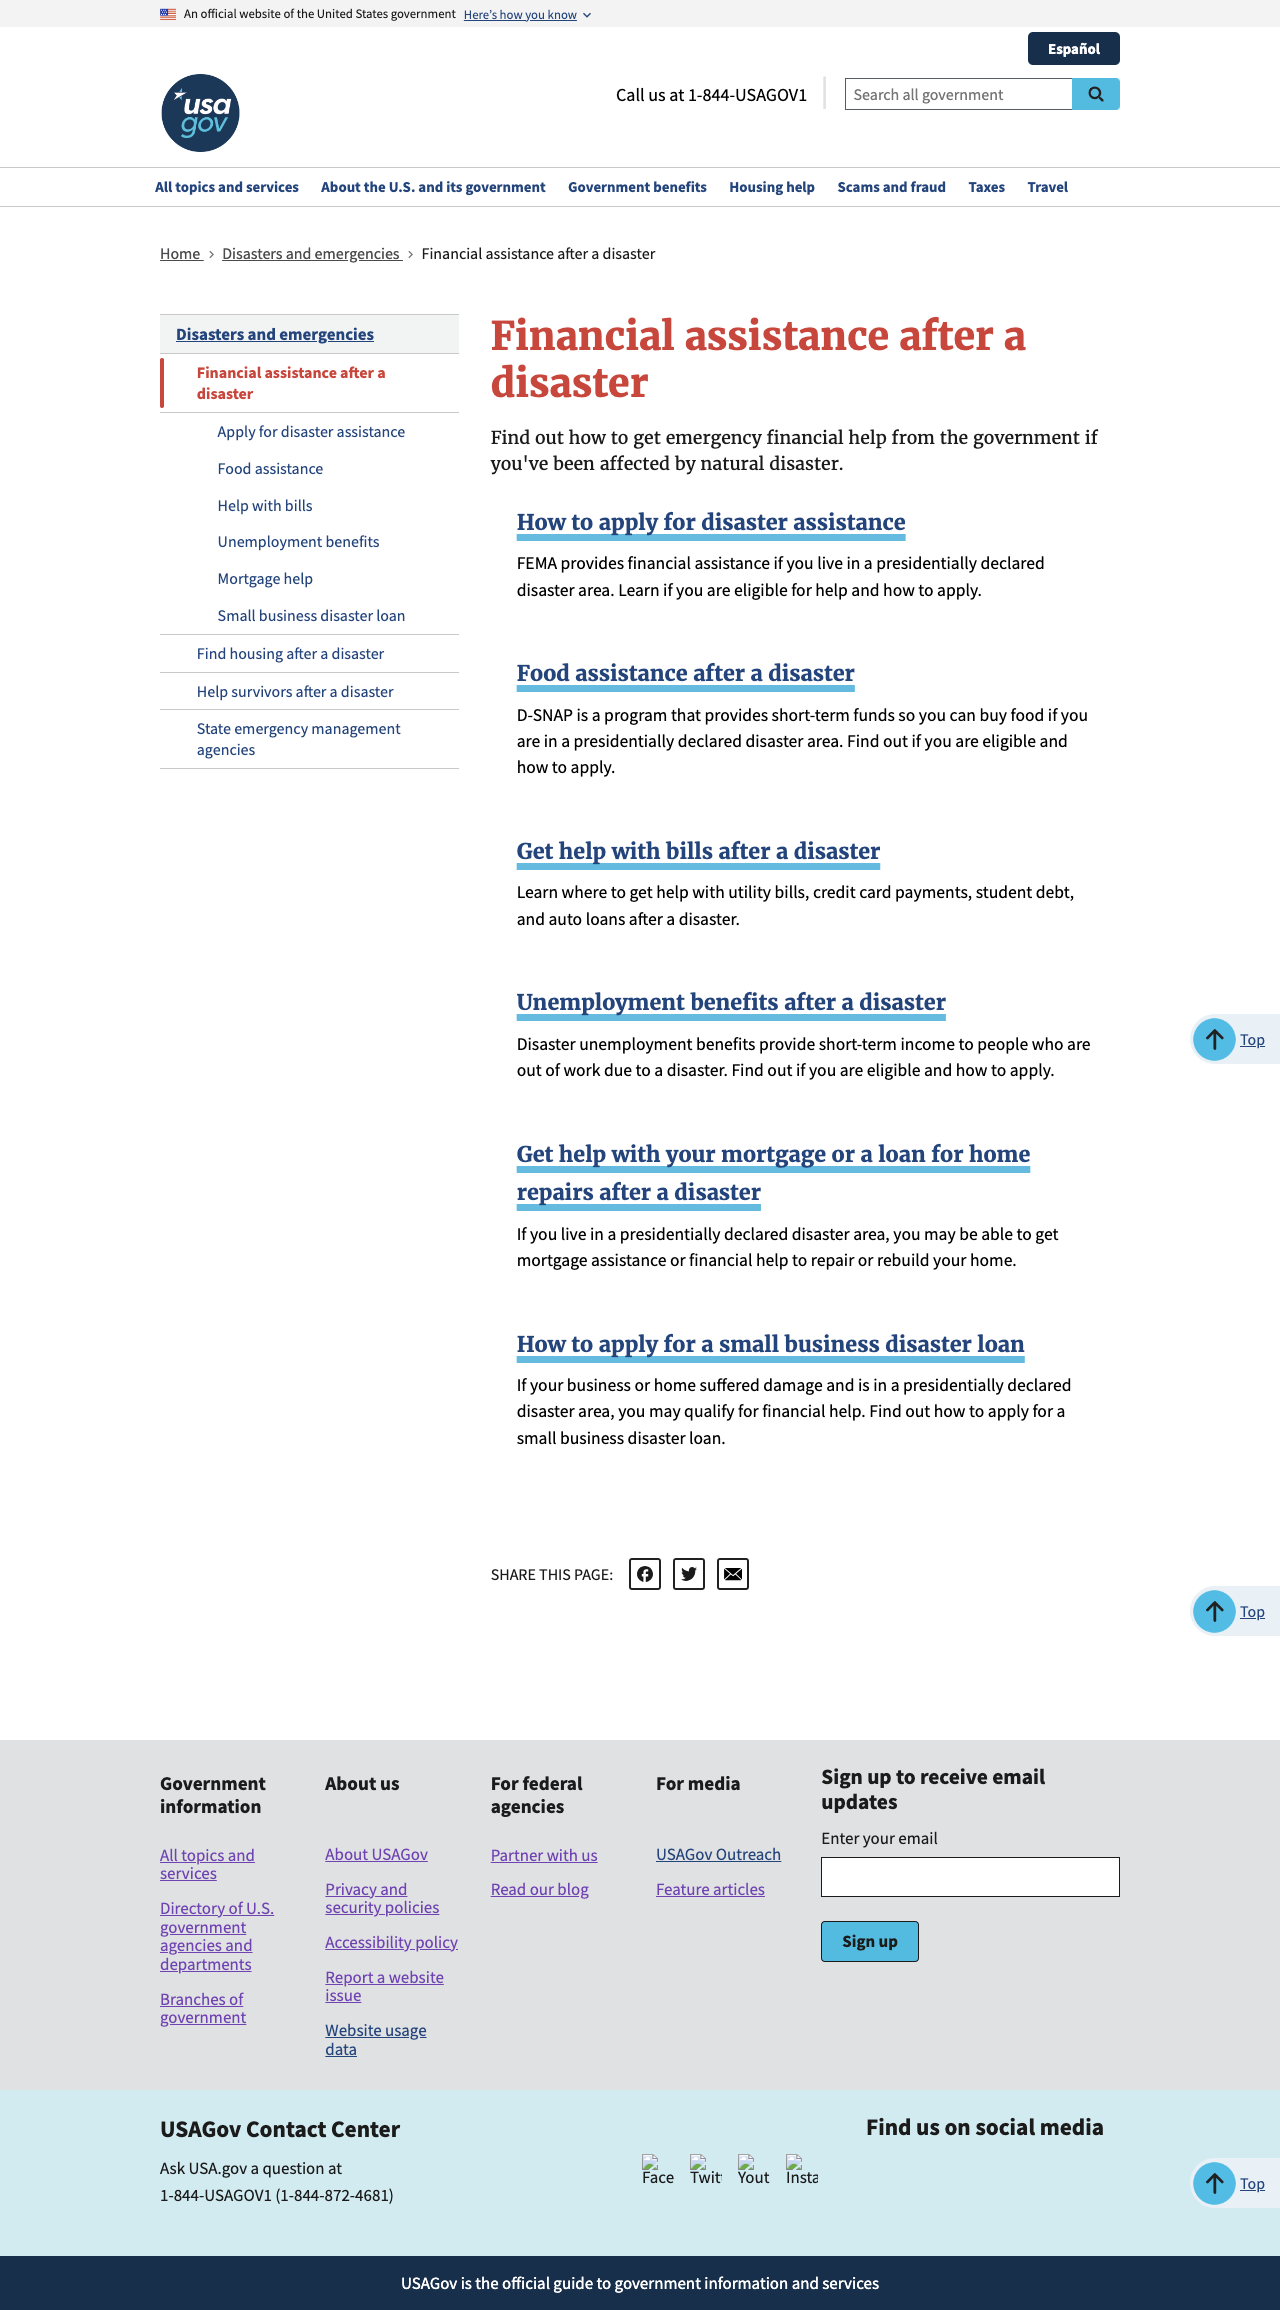 An official website of the United States government Here's how you know
Español
usa
gov
Call us at 1-844-USAGOV1
Search all government
All topics and services About the U.S. and its government Government benefits Housing help Scams and fraud Taxes Travel
Home Disasters and emergencies Financial assistance after a disaster
Disasters and emergencies
Financial assistance after a
disaster
Apply for disaster assistance
Food assistance
Help with bills
Unemployment benefits
Mortgage help
Small business disaster loan
Find housing after a disaster
Help survivors after a disaster
State emergency management
agencies
Financial assistance after a
disaster
Find out how to get emergency financial help from the government if
you've been affected by natural disaster.
How to apply for disaster assistance
FEMA provides financial assistance if you live in a presidentially declared
disaster area. Learn if you are eligible for help and how to apply.
Food assistance after a disaster
D-SNAP is a program that provides short-term funds so you can buy food if you
are in a presidentially declared disaster area. Find out if you are eligible and
how to apply.
Get help with bills after a disaster
Learn where to get help with utility bills, credit card payments, student debt,
and auto loans after a disaster.
Unemployment benefits after a disaster
Disaster unemployment benefits provide short-term income to people who are
out of work due to a disaster. Find out if you are eligible and how to apply.
Top
Get help with your mortgage or a loan for home
repairs after a disaster
If you live in a presidentially declared disaster area, you may be able to get
mortgage assistance or financial help to repair or rebuild your home.
How to apply for a small business disaster loan
If your business or home suffered damage and is in a presidentially declared
disaster area, you may qualify for financial help. Find out how to apply for a
small business disaster loan.
SHARE THIS PAGE:
Top
Government
information
All topics and
services
Directory of U.S.
government
agencies and
departments
Branches of
government
About us
About USAGov
Privacy and
security policies
Accessibility policy
Report a website
issue
Website usage
data
For federal
agencies
Partner with us
Read our blog
For media
USAGov Outreach
Feature articles
Sign up to receive email
updates
Enter your email
Sign up
USAGov Contact Center
Ask USA.gov a question at
1-844-USAGOV1 (1-844-872-4681)
Find us on social media
Face Twit Yout Insta
Top
USAGov is the official guide to government information and services